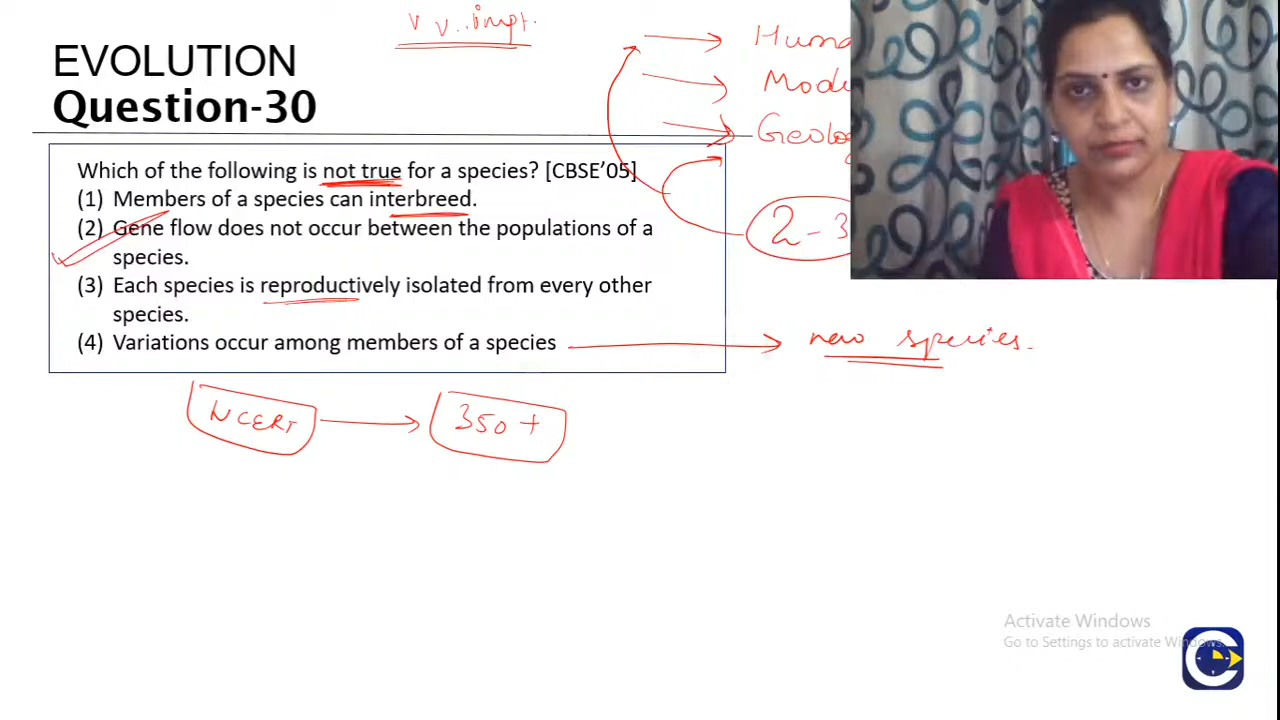 v v. impt.
EVOLUTION
Question-30
Which of the following is not true for a species? [CBSE'05]
(1) Members of a species can interbreed.
(2) Gene flow does not occur between the populations of a
species.
(3) Each species is reproductively isolated from every other
species.
(4) Variations occur among members of a species
new species.
NCERT
350 +
2-3
Activate Windows
Go to Settings to activate Windows.